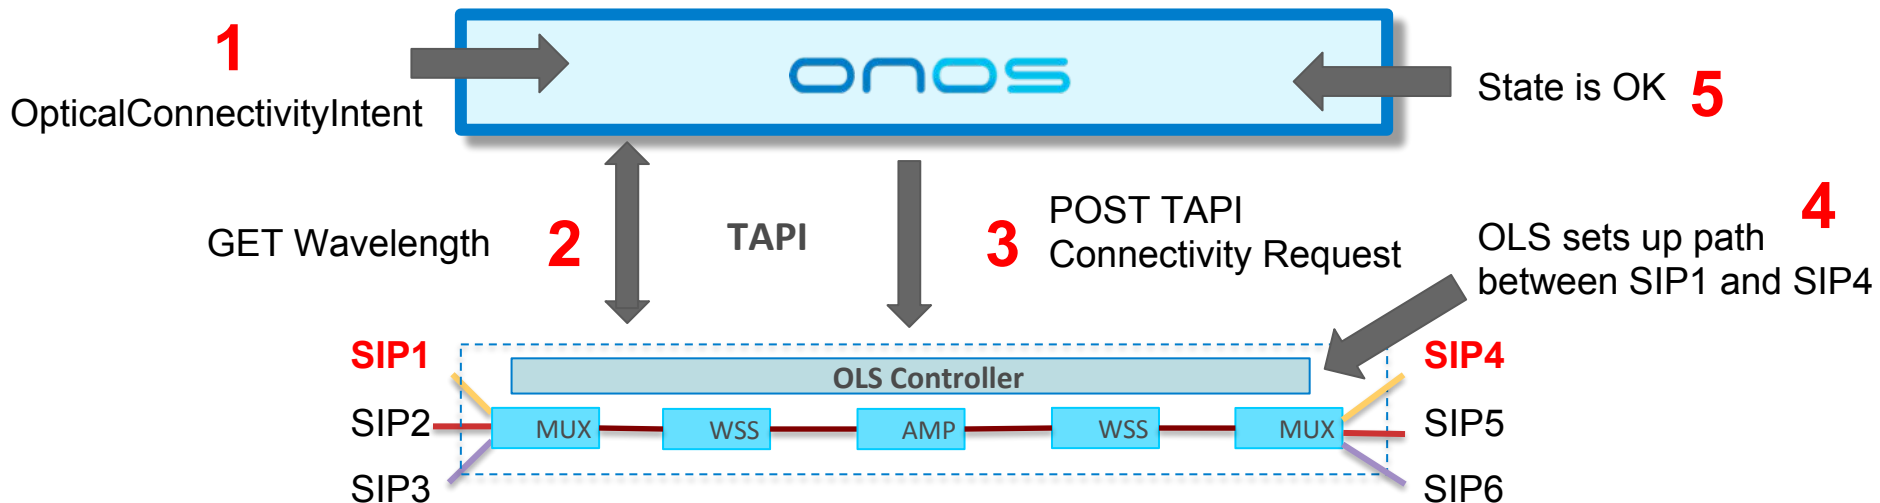 1
OpticalConnectivityIntent
onos
State is OK
5
GET Wavelength
2
TAPI
3
POST TAPI
Connectivity Request
4
OLS sets up path
between SIP1 and SIP4
SIP1
SIP2
SIP3
OLS Controller
MUX
WSS
AMP
WSS
MUX
SIP4
SIP5
SIP6